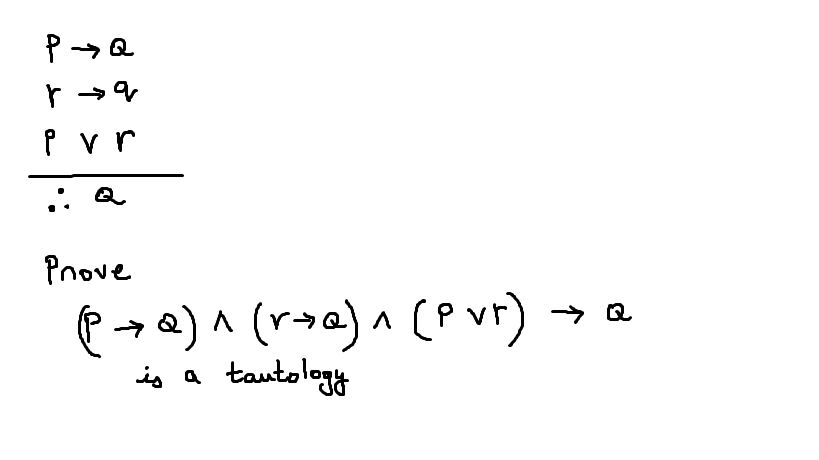 P → Q
r → q
P ∨ r
∴ Q
Prove
(P → Q) ∧ (r → Q) ∧ (P ∨ r) → Q
is a tautology